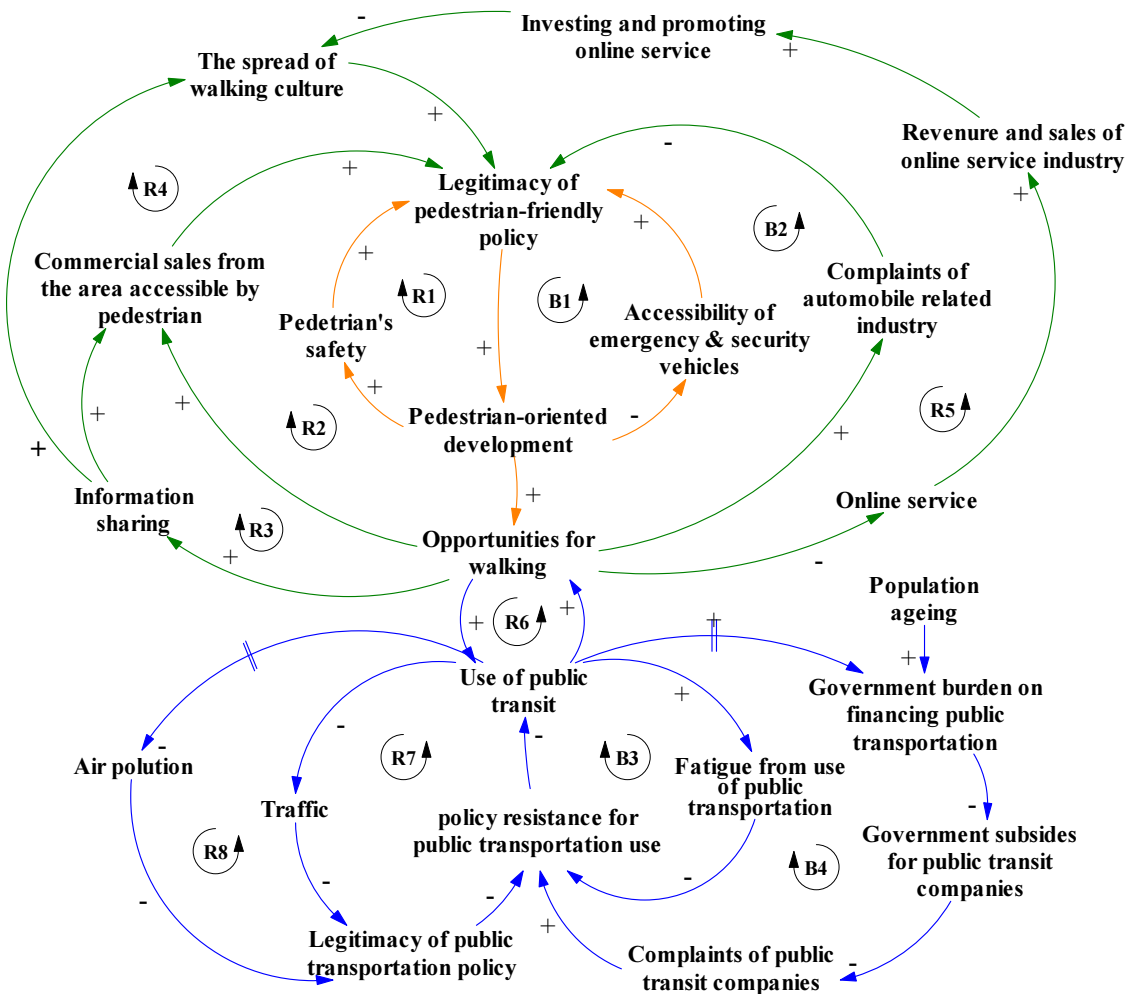 Investing and promoting
online service
-
+
The spread of
walking culture
+
Revenure and sales of
online service industry
+
-
R4
+
Legitimacy of
pedestrian-friendly
policy
+
B2
Commercial sales from
the area accessible by
pedestrian
+
R1
B1
Complaints of
automobile related
industry
Pedetrian's
safety
Accessibility of
emergency & security
vehicles
+
+
-
R2
Pedestrian-oriented
development
R5
+
+
+
+
Information
sharing
+
Online service
R3
+
Opportunities for
walking
-
Population
ageing
+
R6
+
+
+
Use of public
transit
+
Government burden on
financing public
transportation
-
-
-
R7
B3
Air polution
Fatigue from use
of public
transportation
Traffic
policy resistance for
public transportation use
-
Government subsides
for public transit
companies
R8
B4
-
-
-
-
+
Legitimacy of public
transportation policy
Complaints of public
transit companies
-